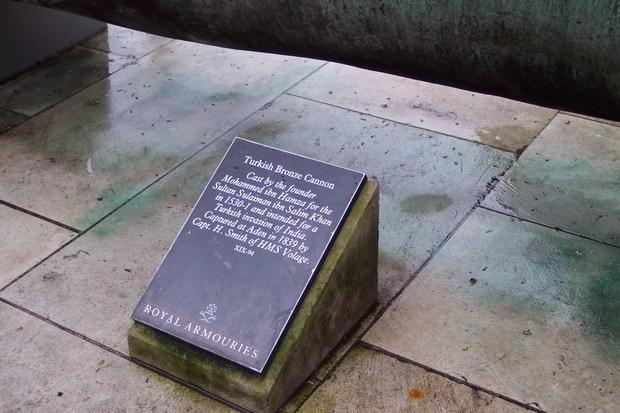 Turkish Bronze Cannon
Cast by the founder
Mohammed ibn Hamza for the
Sultan Sulaiman ibn Salim Khan
in 1530-1 and intended for a
Turkish invasion of India.
Captured at Aden in 1839 by
Capt. H. Smith of HMS Volage.
XIX-94
ROYAL ARMOURIES